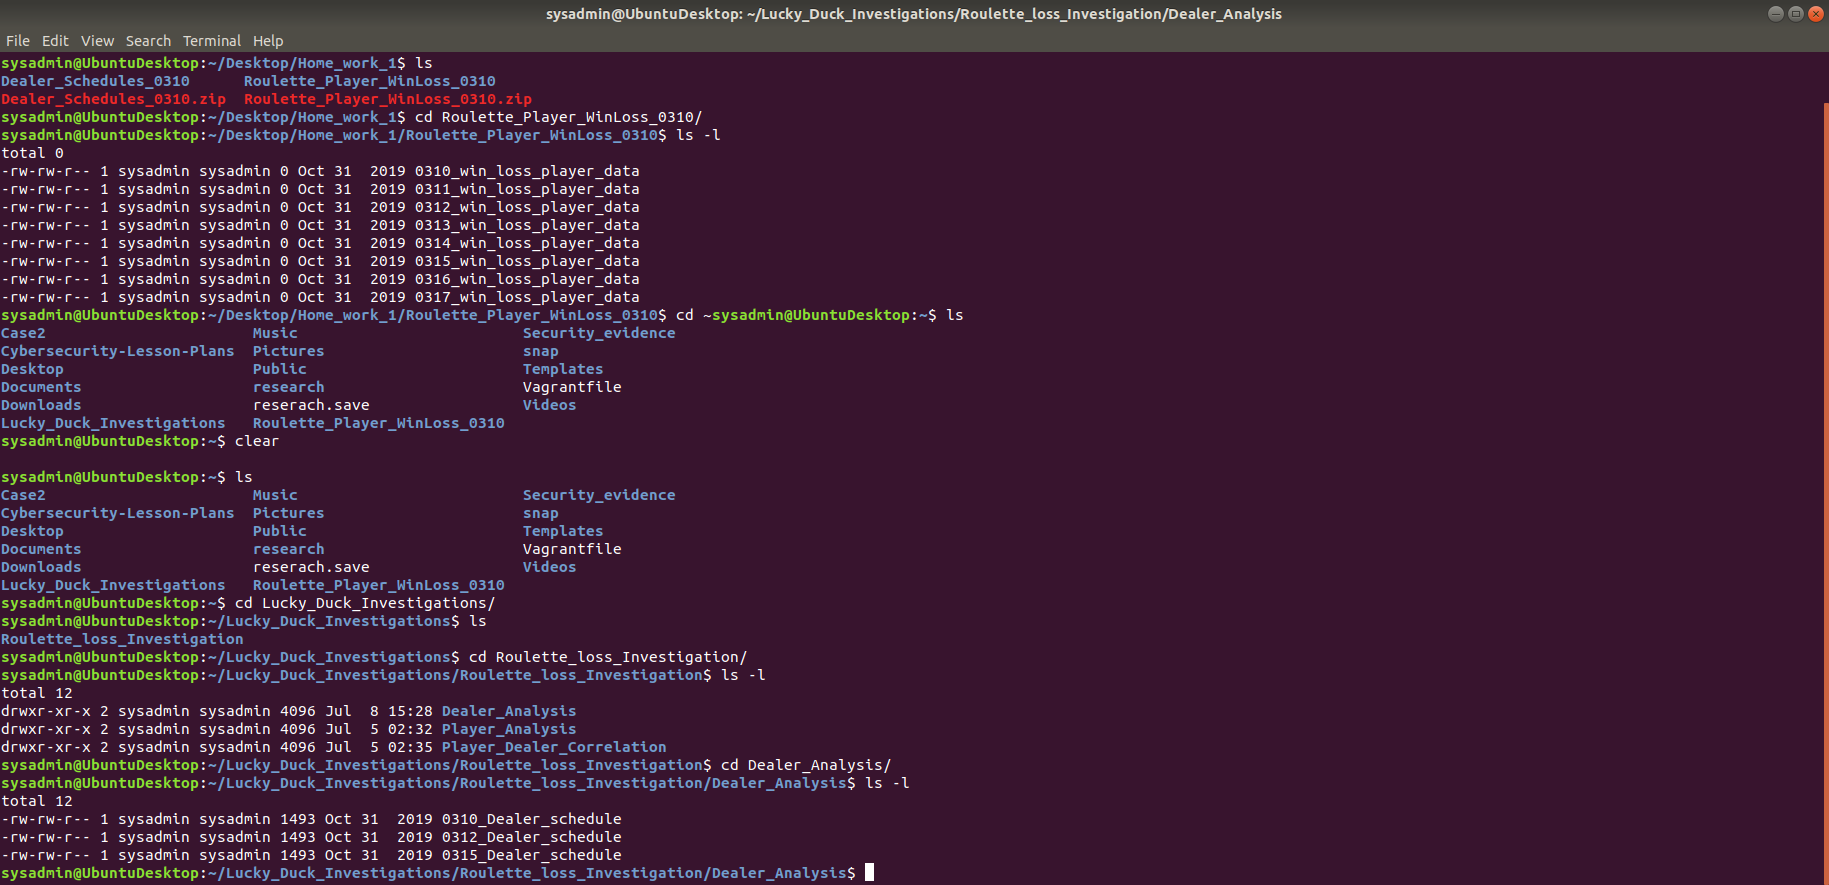 sysadmin@UbuntuDesktop: ~/Lucky_Duck_Investigations/Roulette_loss_Investigation/Dealer_Analysis
File Edit View Search Terminal Help
sysadmin@UbuntuDesktop:~/Desktop/Home_work_1$ ls
Dealer_Schedules_0310      Roulette_Player_WinLoss_0310
Dealer_Schedules_0310.zip  Roulette_Player_WinLoss_0310.zip
sysadmin@UbuntuDesktop:~/Desktop/Home_work_1$ cd Roulette_Player_WinLoss_0310/
sysadmin@UbuntuDesktop:~/Desktop/Home_work_1/Roulette_Player_WinLoss_0310$ ls -l
total 0
-rw-rw-r-- 1 sysadmin sysadmin 0 Oct 31  2019 0310_win_loss_player_data
-rw-rw-r-- 1 sysadmin sysadmin 0 Oct 31  2019 0311_win_loss_player_data
-rw-rw-r-- 1 sysadmin sysadmin 0 Oct 31  2019 0312_win_loss_player_data
-rw-rw-r-- 1 sysadmin sysadmin 0 Oct 31  2019 0313_win_loss_player_data
-rw-rw-r-- 1 sysadmin sysadmin 0 Oct 31  2019 0314_win_loss_player_data
-rw-rw-r-- 1 sysadmin sysadmin 0 Oct 31  2019 0315_win_loss_player_data
-rw-rw-r-- 1 sysadmin sysadmin 0 Oct 31  2019 0316_win_loss_player_data
-rw-rw-r-- 1 sysadmin sysadmin 0 Oct 31  2019 0317_win_loss_player_data
sysadmin@UbuntuDesktop:~/Desktop/Home_work_1/Roulette_Player_WinLoss_0310$ cd ~sysadmin@UbuntuDesktop:~$ ls
Case2                       Music                         Security_evidence
Cybersecurity-Lesson-Plans  Pictures                      snap
Desktop                     Public                        Templates
Documents                   research                      Vagrantfile
Downloads                   reserach.save                 Videos
Lucky_Duck_Investigations   Roulette_Player_WinLoss_0310
sysadmin@UbuntuDesktop:~$ clear
sysadmin@UbuntuDesktop:~$ ls
Case2                       Music                         Security_evidence
Cybersecurity-Lesson-Plans  Pictures                      snap
Desktop                     Public                        Templates
Documents                   research                      Vagrantfile
Downloads                   reserach.save                 Videos
Lucky_Duck_Investigations   Roulette_Player_WinLoss_0310
sysadmin@UbuntuDesktop:~$ cd Lucky_Duck_Investigations/
sysadmin@UbuntuDesktop:~/Lucky_Duck_Investigations$ ls
Roulette_loss_Investigation
sysadmin@UbuntuDesktop:~/Lucky_Duck_Investigations$ cd Roulette_loss_Investigation/
sysadmin@UbuntuDesktop:~/Lucky_Duck_Investigations/Roulette_loss_Investigation$ ls -l
total 12
drwxr-xr-x 2 sysadmin sysadmin 4096 Jul  8 15:28 Dealer_Analysis
drwxr-xr-x 2 sysadmin sysadmin 4096 Jul  5 02:32 Player_Analysis
drwxr-xr-x 2 sysadmin sysadmin 4096 Jul  5 02:35 Player_Dealer_Correlation
sysadmin@UbuntuDesktop:~/Lucky_Duck_Investigations/Roulette_loss_Investigation$ cd Dealer_Analysis/
sysadmin@UbuntuDesktop:~/Lucky_Duck_Investigations/Roulette_loss_Investigation/Dealer_Analysis$ ls -l
total 12
-rw-rw-r-- 1 sysadmin sysadmin 1493 Oct 31  2019 0310_Dealer_schedule
-rw-rw-r-- 1 sysadmin sysadmin 1493 Oct 31  2019 0312_Dealer_schedule
-rw-rw-r-- 1 sysadmin sysadmin 1493 Oct 31  2019 0315_Dealer_schedule
sysadmin@UbuntuDesktop:~/Lucky_Duck_Investigations/Roulette_loss_Investigation/Dealer_Analysis$